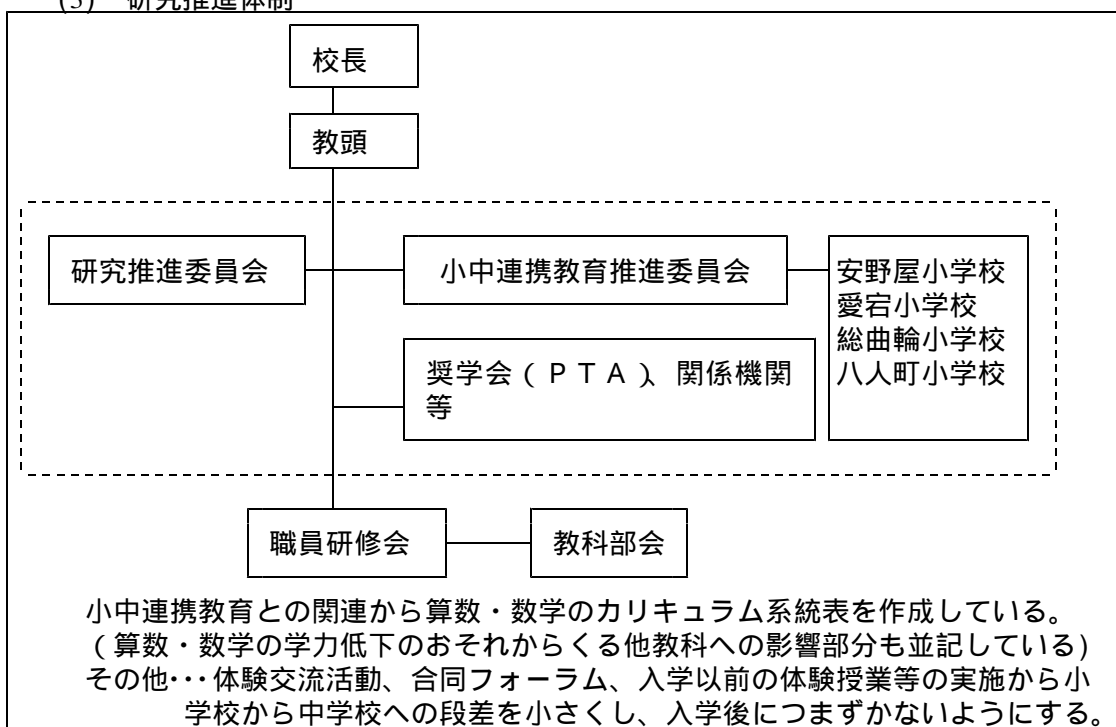 (3) 研究推進体制
校長
教頭
研究推進委員会
小中連携教育推進委員会
安野屋小学校
愛宕小学校
総曲輪小学校
八人町小学校
奨学会（ＰＴＡ）、関係機関
等
職員研修会
教科部会
小中連携教育との関連から算数・数学のカリキュラム系統表を作成している。
（算数・数学の学力低下のおそれからくる他教科への影響部分も並記している)
その他･･･体験交流活動、合同フォーラム、入学以前の体験授業等の実施から小
学校から中学校への段差を小さくし、入学後につまずかないようにする。